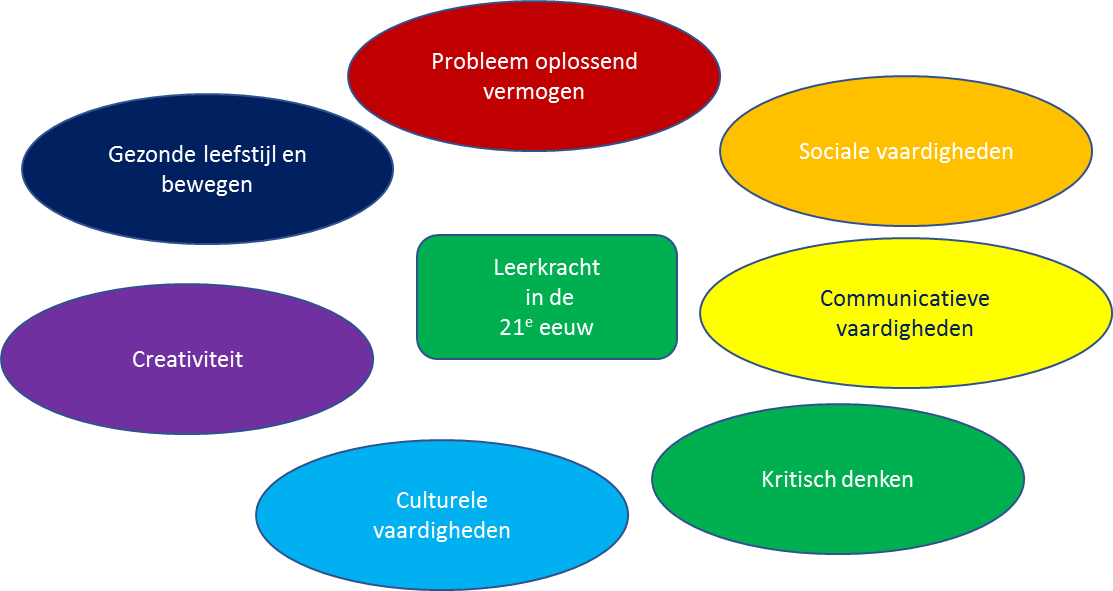 Probleem oplossend
vermogen
Gezonde leefstijl en
bewegen
Sociale vaardigheden
Leerkracht
in de
21e eeuw
Communicatieve
vaardigheden
Creativiteit
Kritisch denken
Culturele
vaardigheden